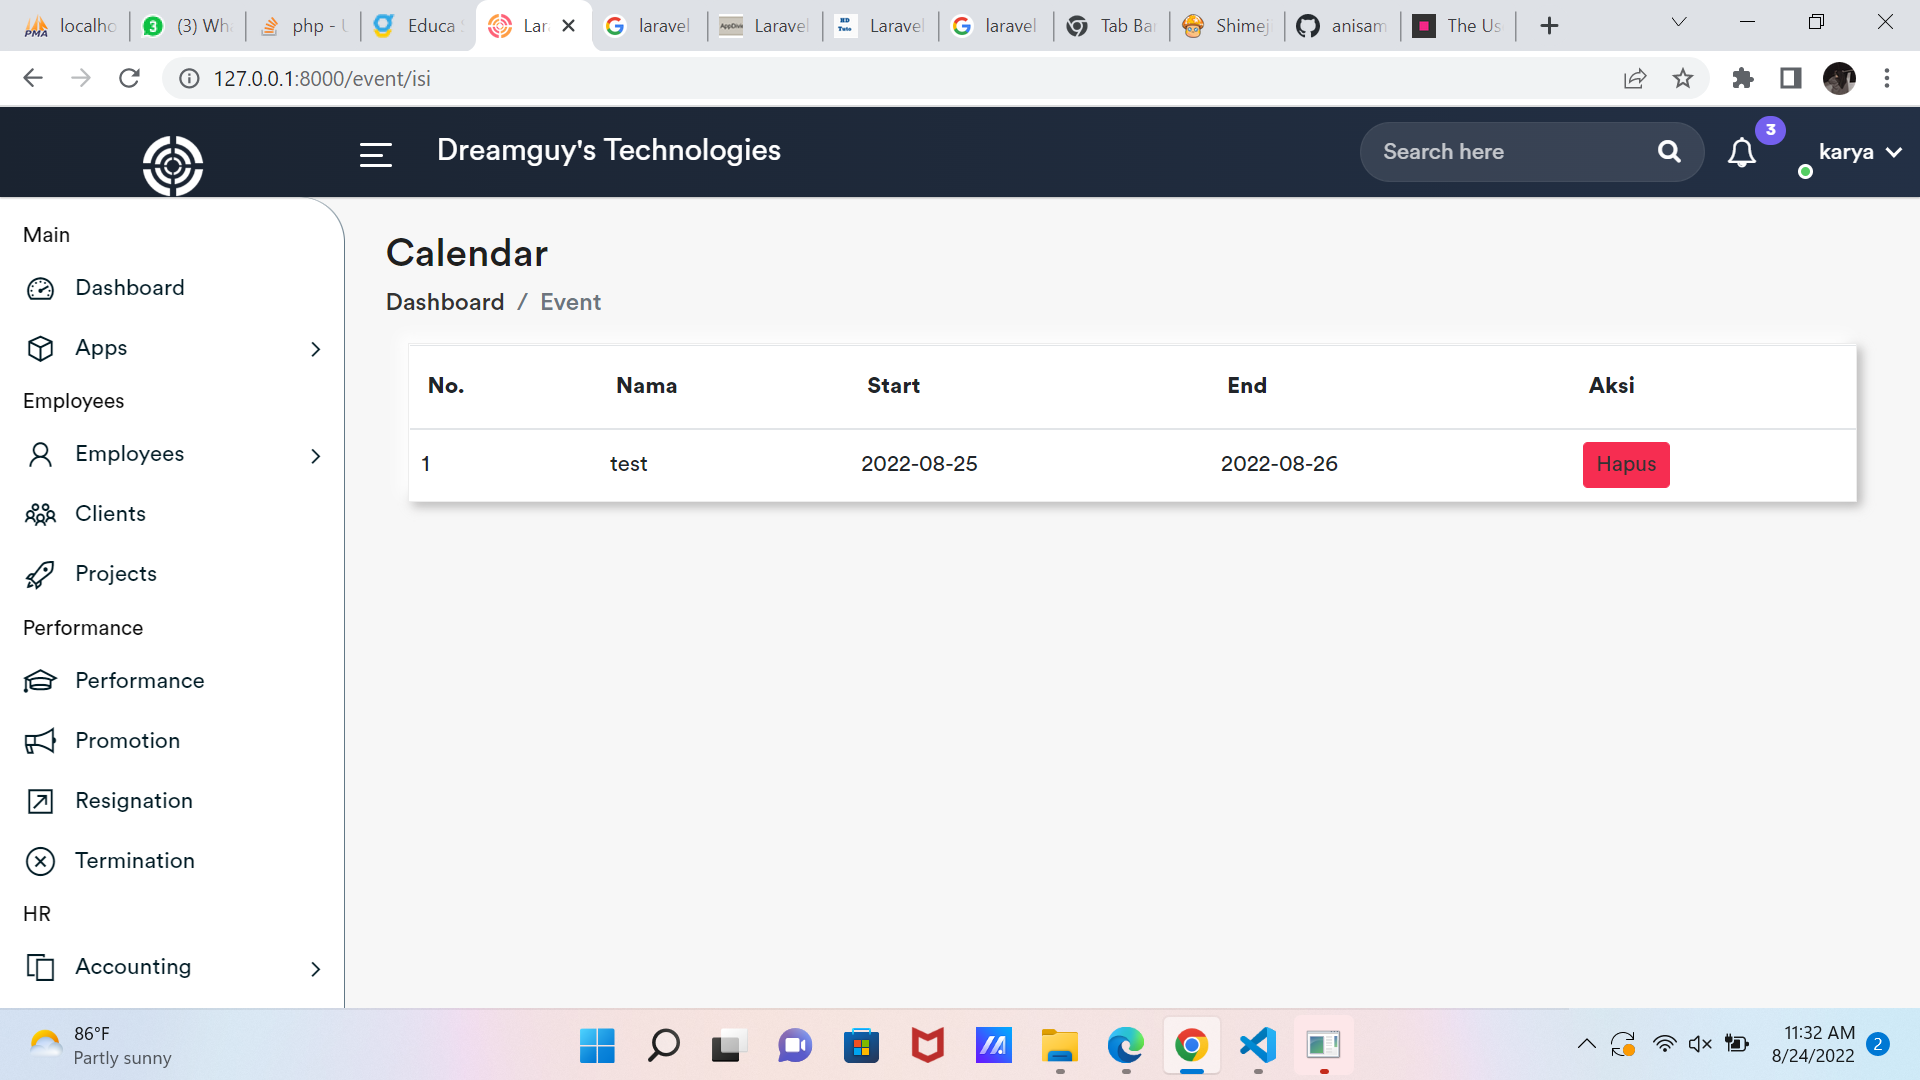 localho
(3) Wh
php - U
Educa
Lar
laravel
Laravel
Laravel
laravel
Tab Ba
Shimej
anisam
The Us
127.0.0.1:8000/event/isi
Dreamguy's Technologies
Search here
3
karya
Main
Dashboard
Apps
Employees
Employees
Clients
Projects
Performance
Performance
Promotion
Resignation
Termination
HR
Accounting
Calendar
Dashboard / Event
No. Nama Start End Aksi
1 test 2022-08-25 2022-08-26 Hapus
86°F
Partly sunny
11:32 AM
8/24/2022
2